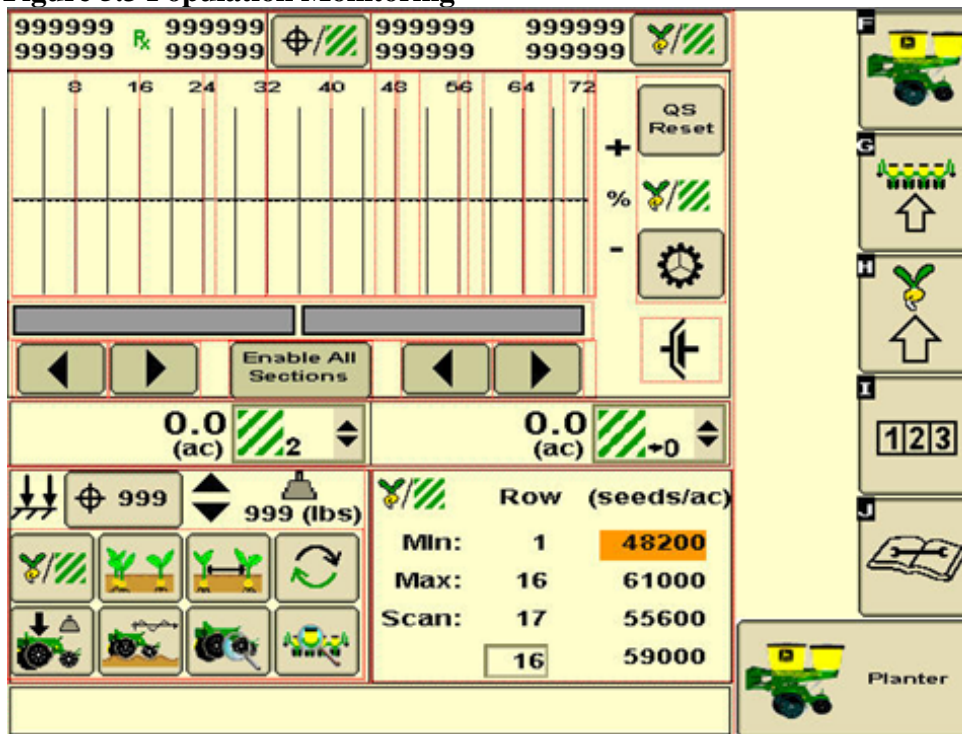 Figure 3.3 Population Monitoring
999999 Rx 999999 999999 999999
999999 999999 999999 999999
8 16 24 32 40 48 56 64 72
QS
Reset
+
%
-
Enable All
Sections
0.0 2 0.0 0
(ac) (ac)
999 999 (lbs)
Row (seeds/ac)
Min: 1 48200
Max: 16 61000
Scan: 17 55600
16 59000
F
G
H
I
123
J
Planter